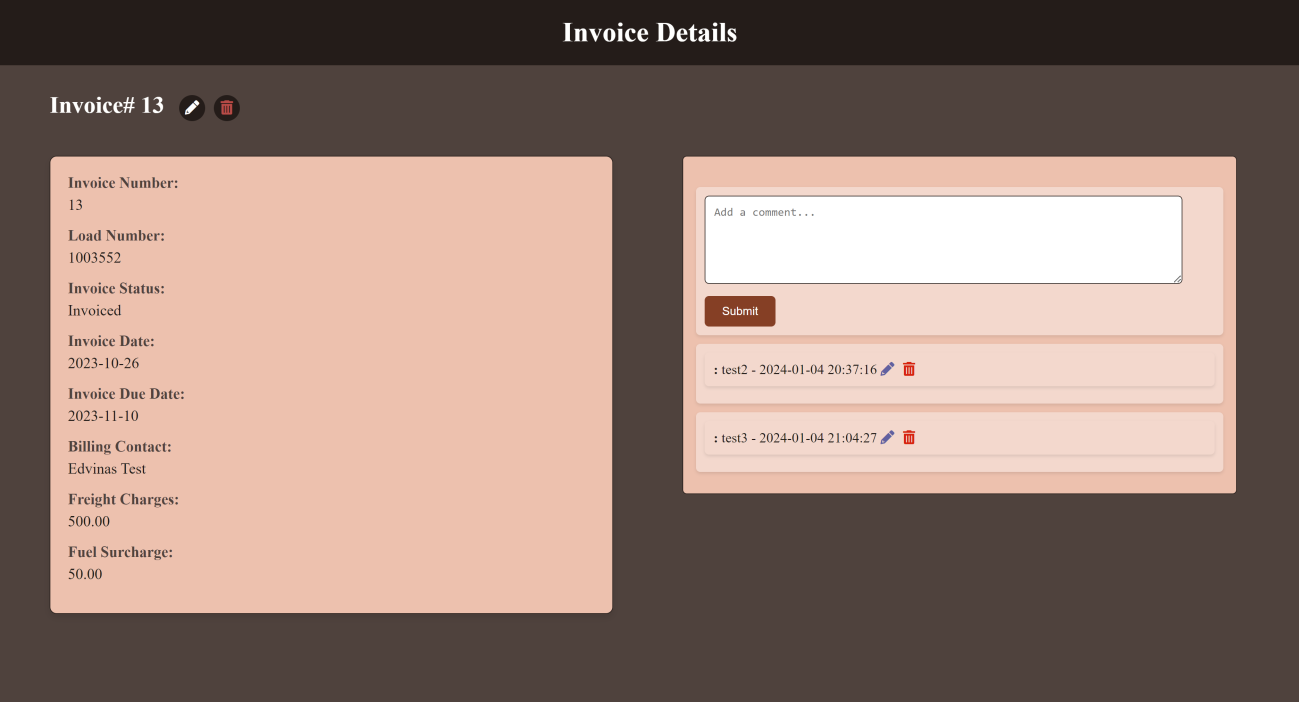 Invoice Details
Invoice# 13
Invoice Number:
13
Load Number:
1003552
Invoice Status:
Invoiced
Invoice Date:
2023-10-26
Invoice Due Date:
2023-11-10
Billing Contact:
Edvinas Test
Freight Charges:
500.00
Fuel Surcharge:
50.00
Add a comment...
Submit
: test2 - 2024-01-04 20:37:16
: test3 - 2024-01-04 21:04:27